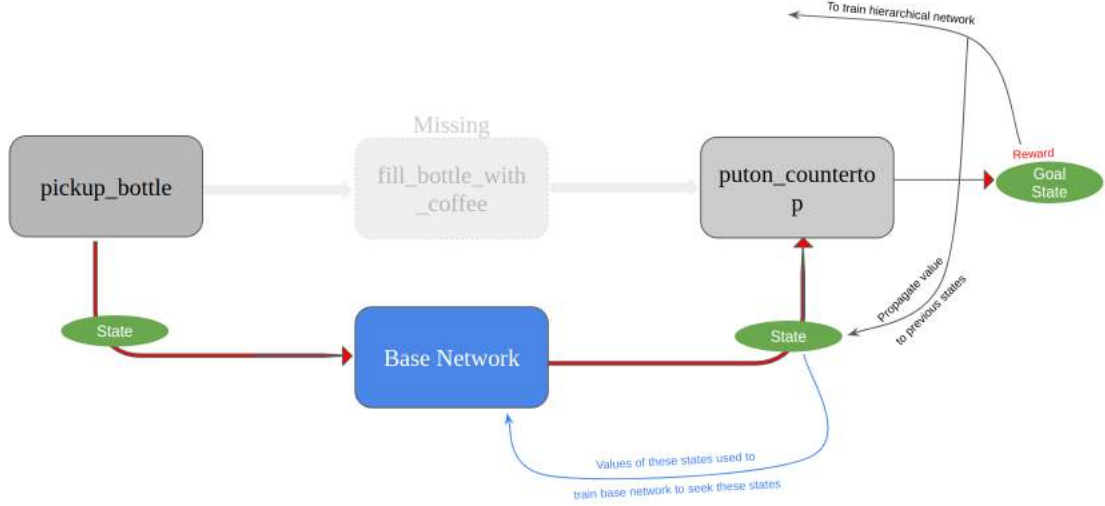 To train hierarchical network
Missing
pickup_bottle
fill_bottle_with
_coffee
puton_counterto
p
Reward
Goal
State
Propagate value
to previous states
State
Base Network
State
Values of these states used to
train base network to seek these states